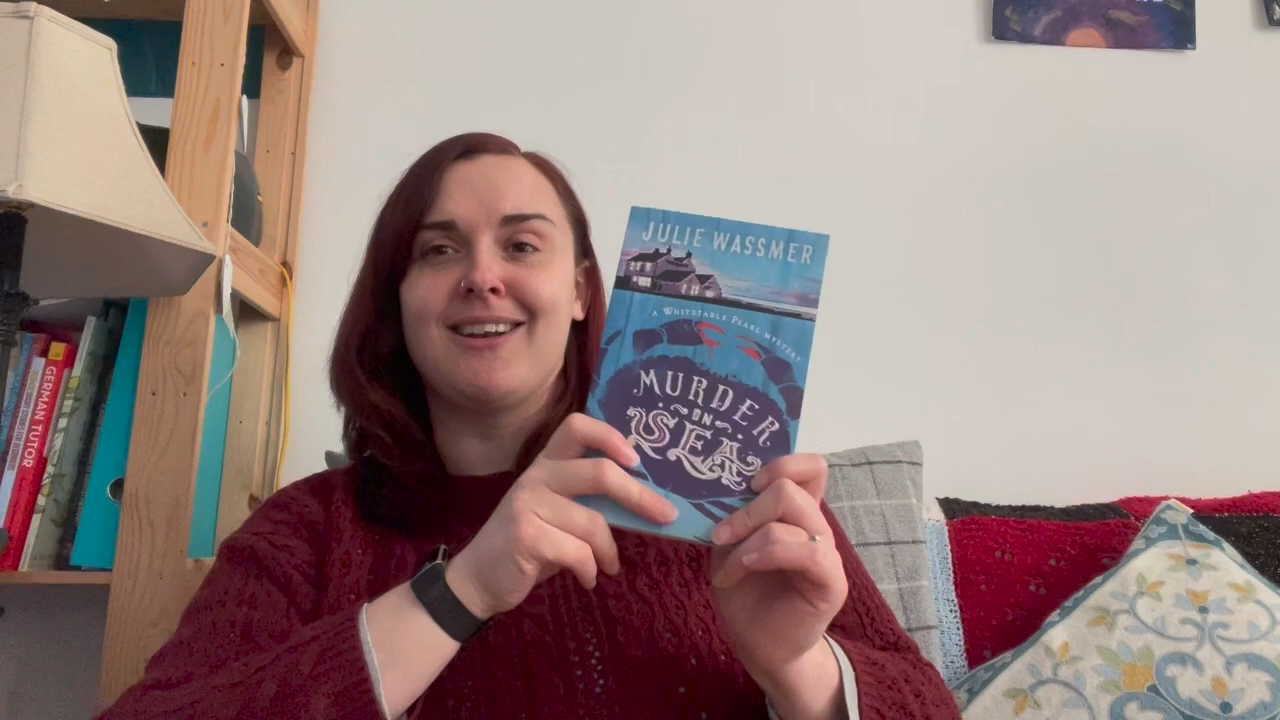 JULIE WASSMER
A WHITSTABLE PEARL MYSTERY
MURDER
ON
SEA
GERMAN TUTOR